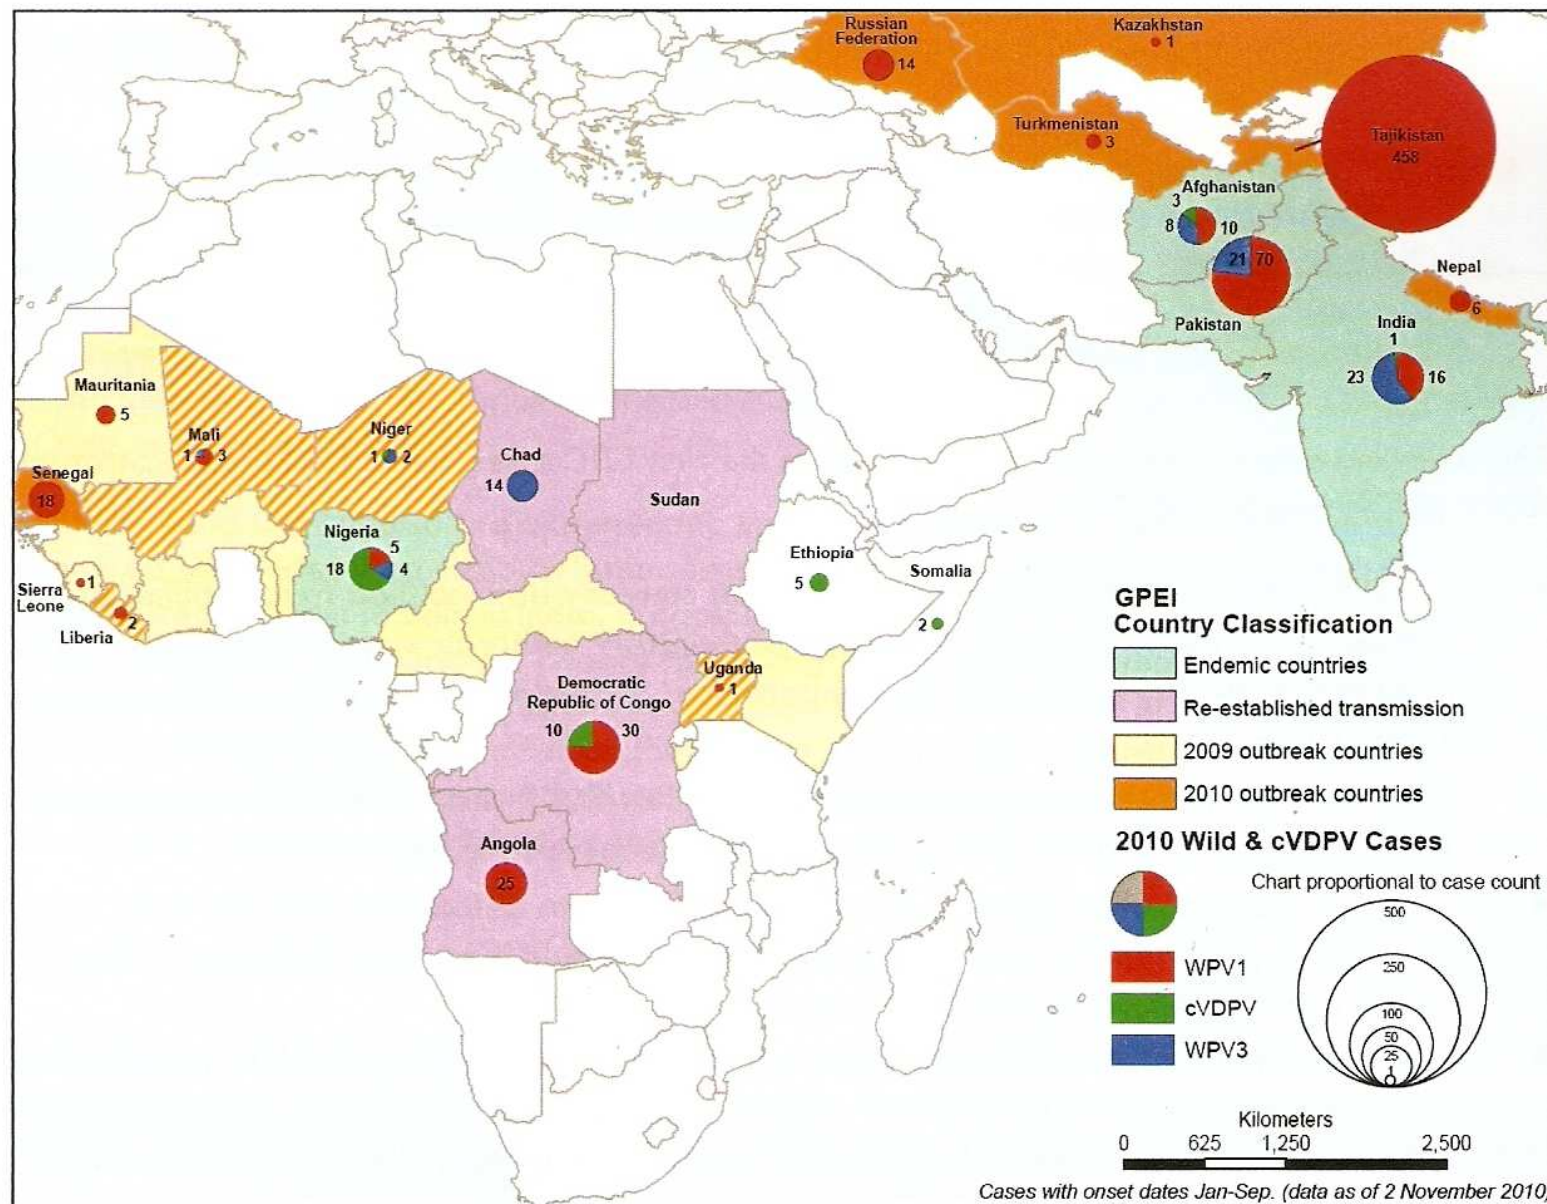 Russian
Federation
14
Kazakhstan
1
Turkmenistan
3
Tajikistan
458
Afghanistan
3
8
10
21
70
Pakistan
Nepal
6
India
1
23
16
Mauritania
5
Mali
1
3
Niger
1
2
Chad
14
Sudan
Senegal
18
Nigeria
5
18
4
Ethiopia
5
Somalia
2
Sierra
Leone
1
Liberia
2
Uganda
1
Democratic
Republic of Congo
10
30
Angola
25
GPEI
Country Classification
Endemic countries
Re-established transmission
2009 outbreak countries
2010 outbreak countries
2010 Wild & cVDPV Cases
Chart proportional to case count
500
250
100
50
25
1
WPV1
cVDPV
WPV3
Kilometers
0 625 1,250 2,500
Cases with onset dates Jan-Sep. (data as of 2 November 2010)